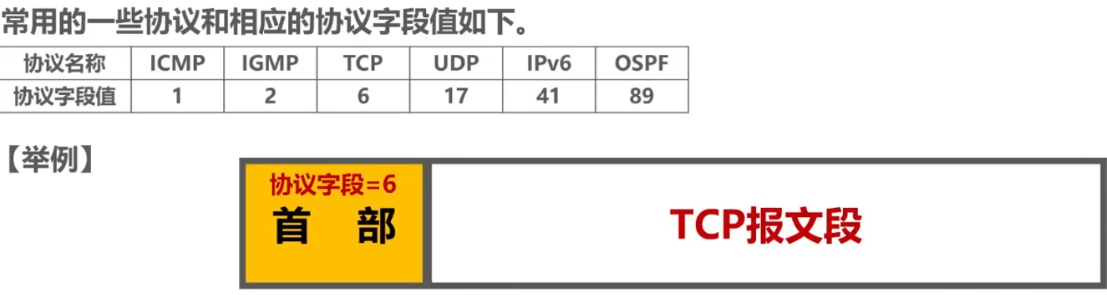 常用的一些协议和相应的协议字段值如下。
协议名称 ICMP IGMP TCP UDP IPv6 OSPF
协议字段值 1 2 6 17 41 89
【举例】
协议字段=6
首 部
TCP报文段